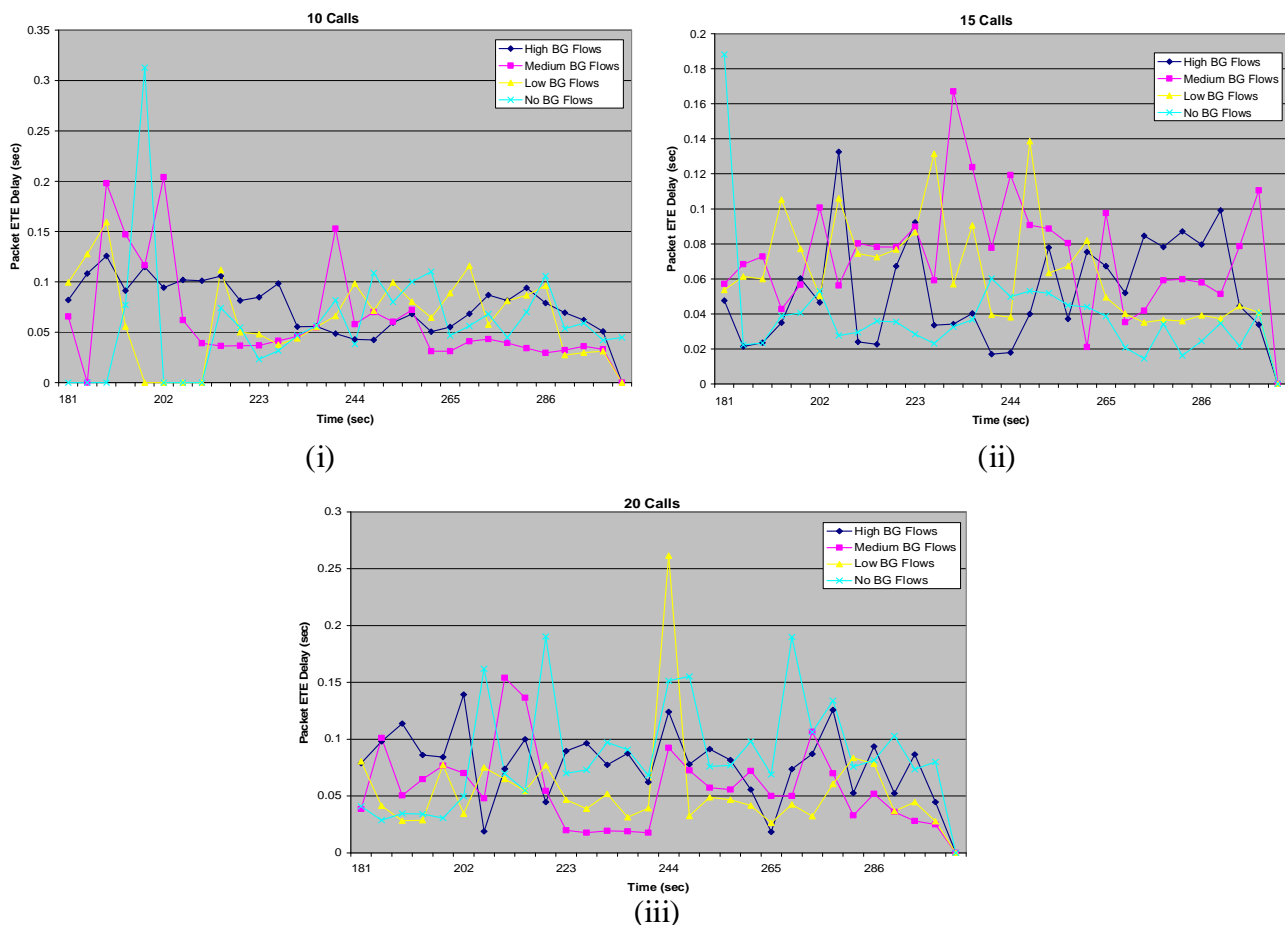 10 Calls
0.35
0.3
0.25
0.2
0.15
0.1
0.05
0
Packet ETE Delay (sec)
High BG Flows
Medium BG Flows
Low BG Flows
No BG Flows
181 202 223 244 265 286
Time (sec)
(i)
15 Calls
0.2
0.18
0.16
0.14
0.12
0.1
0.08
0.06
0.04
0.02
0
Packet ETE Delay (sec)
High BG Flows
Medium BG Flows
Low BG Flows
No BG Flows
181 202 223 244 265 286
Time (sec)
(ii)
20 Calls
0.3
0.25
0.2
0.15
0.1
0.05
0
Packet ETE Delay (sec)
High BG Flows
Medium BG Flows
Low BG Flows
No BG Flows
181 202 223 244 265 286
Time (sec)
(iii)